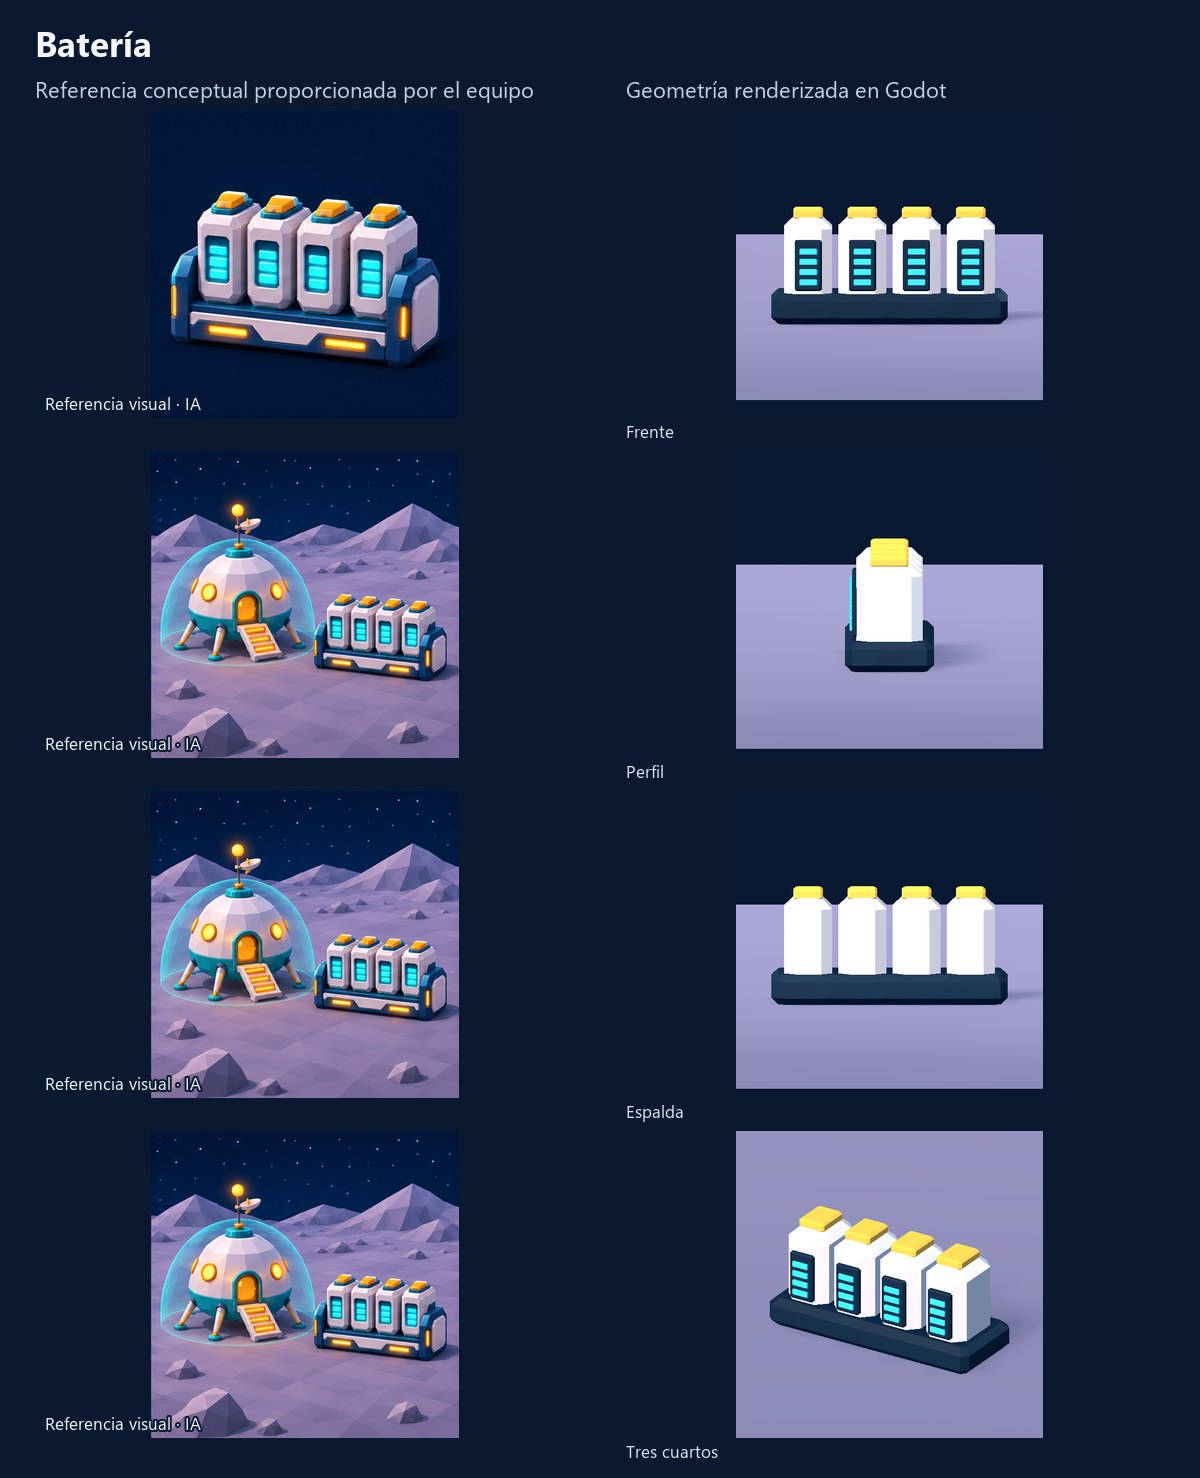 Batería
Referencia conceptual proporcionada por el equipo
Geometría renderizada en Godot
Referencia visual · IA
Frente
Referencia visual · IA
Perfil
Referencia visual · IA
Espalda
Referencia visual · IA
Tres cuartos